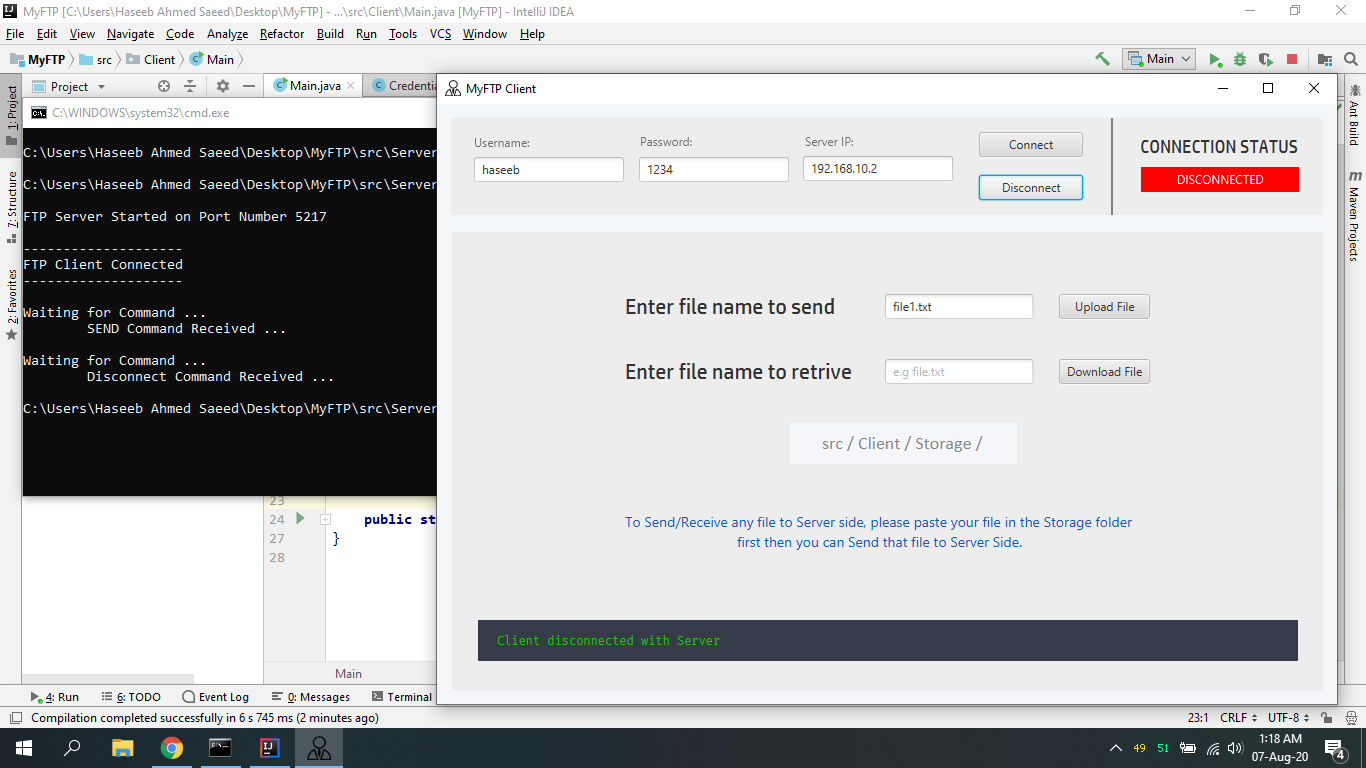 MyFTP [C:\Users\Haseeb Ahmed Saeed\Desktop\MyFTP] - ...\src\Client\Main.java [MyFTP] - IntelliJ IDEA
File Edit View Navigate Code Analyze Refactor Build Run Tools VCS Window Help
MyFTP src Client Main
Main
Project
Main.java
Credentia
1: Project
7: Structure
2: Favorites
C:\WINDOWS\system32\cmd.exe
C:\Users\Haseeb Ahmed Saeed\Desktop\MyFTP\src\Server
C:\Users\Haseeb Ahmed Saeed\Desktop\MyFTP\src\Server
FTP Server Started on Port Number 5217
--------------------
FTP Client Connected
--------------------
Waiting for Command ...
SEND Command Received ...
Waiting for Command ...
Disconnect Command Received ...
C:\Users\Haseeb Ahmed Saeed\Desktop\MyFTP\src\Server
23
24 public st
27 }
28
Main
MyFTP Client
Username: Password: Server IP:
haseeb 1234 192.168.10.2
Connect
Disconnect
CONNECTION STATUS
DISCONNECTED
Enter file name to send file1.txt Upload File
Enter file name to retrive e.g file.txt Download File
src / Client / Storage /
To Send/Receive any file to Server side, please paste your file in the Storage folder
first then you can Send that file to Server Side.
Client disconnected with Server
Ant Build
m Maven Projects
4: Run 6: TODO Event Log 0: Messages Terminal
Compilation completed successfully in 6 s 745 ms (2 minutes ago)
23:1 CRLF UTF-8
49 51
1:18 AM
07-Aug-20
4